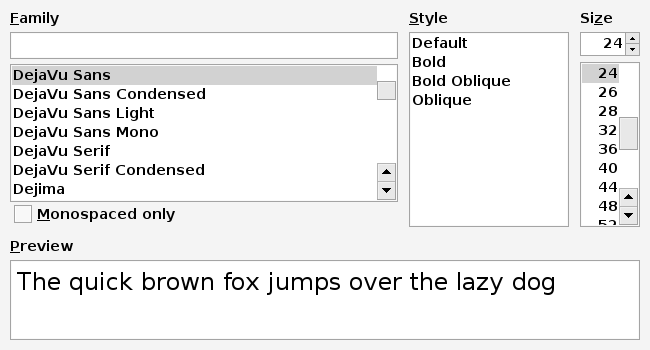 Family
DejaVu Sans
DejaVu Sans Condensed
DejaVu Sans Light
DejaVu Sans Mono
DejaVu Serif
DejaVu Serif Condensed
Dejima
Monospaced only
Style
Default
Bold
Bold Oblique
Oblique
Size
24
24
26
28
32
36
40
44
48
52
Preview
The quick brown fox jumps over the lazy dog